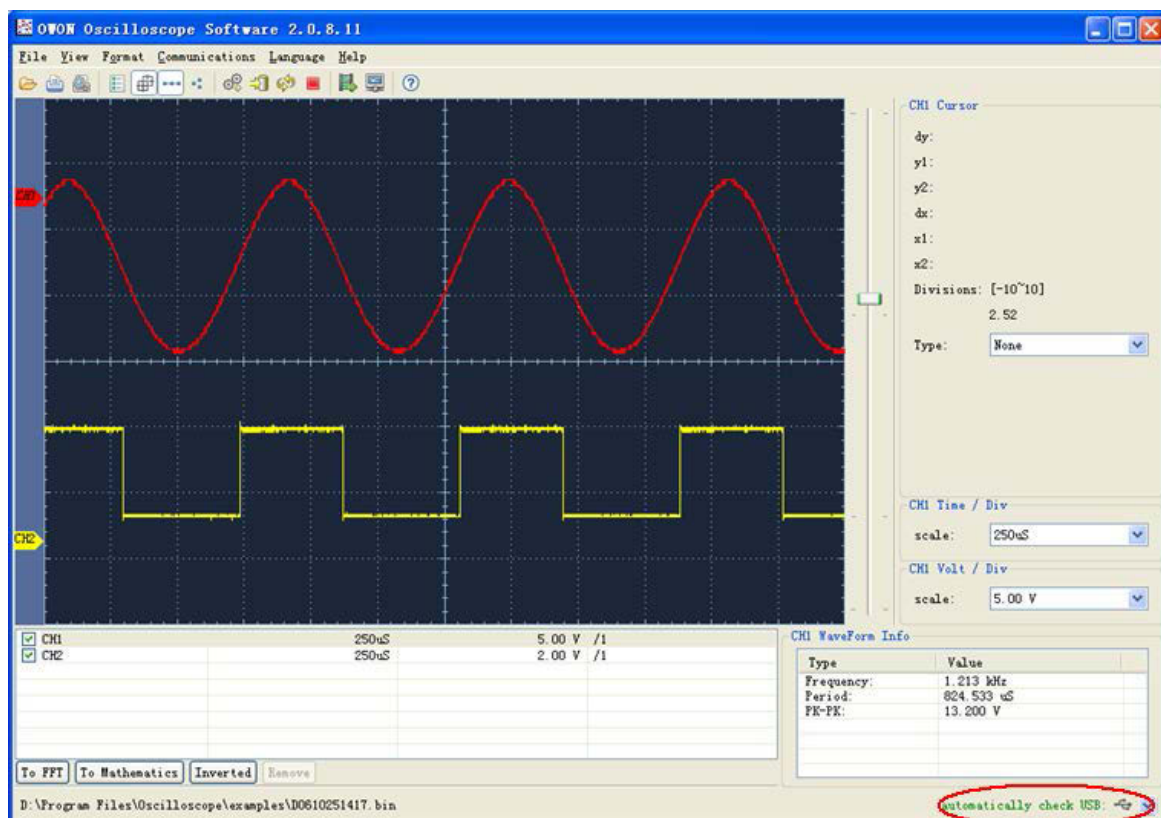 OWON Oscilloscope Software 2.0.8.11
File View Format Communications Language Help
CH1 Cursor
dy:
y1:
y2:
dx:
x1:
x2:
Divisions: [-10~10]
2.52
Type: None
CH1
CH2
CH1 Time / Div
scale: 250uS
CH1 Volt / Div
scale: 5.00 V
CH1 250uS 5.00 V /1
CH2 250uS 2.00 V /1
CH1 WaveForm Info
Type Value
Frequency: 1.213 kHz
Period: 824.533 uS
PK-PK: 13.200 V
To FFT To Mathematics Inverted Remove
D:\Program Files\Oscilloscope\examples\D0610251417.bin
automatically check USB: